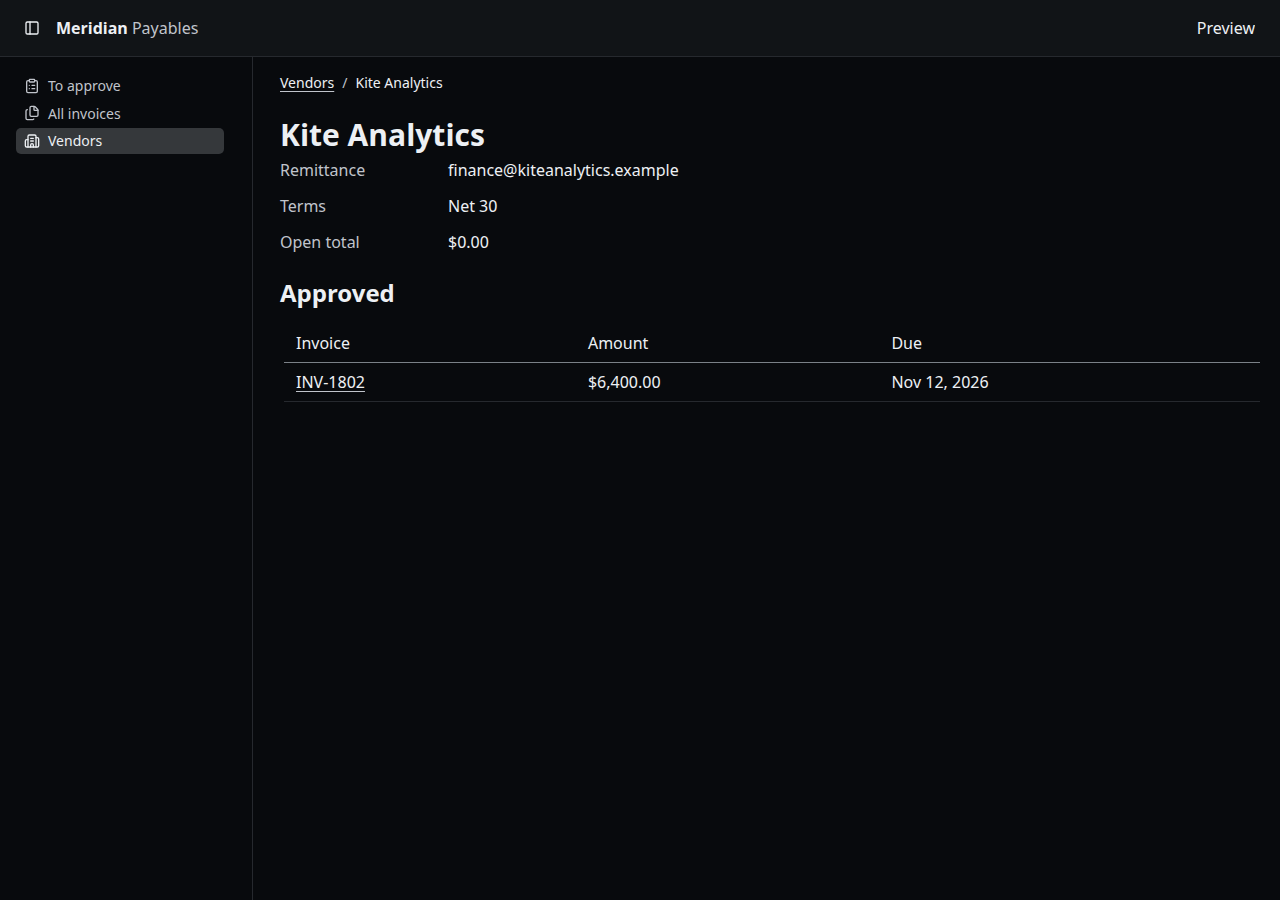 Meridian Payables
Preview
To approve
All invoices
Vendors
Vendors / Kite Analytics
Kite Analytics
Remittance finance@kiteanalytics.example
Terms Net 30
Open total $0.00
Approved
Invoice Amount Due
INV-1802 $6,400.00 Nov 12, 2026